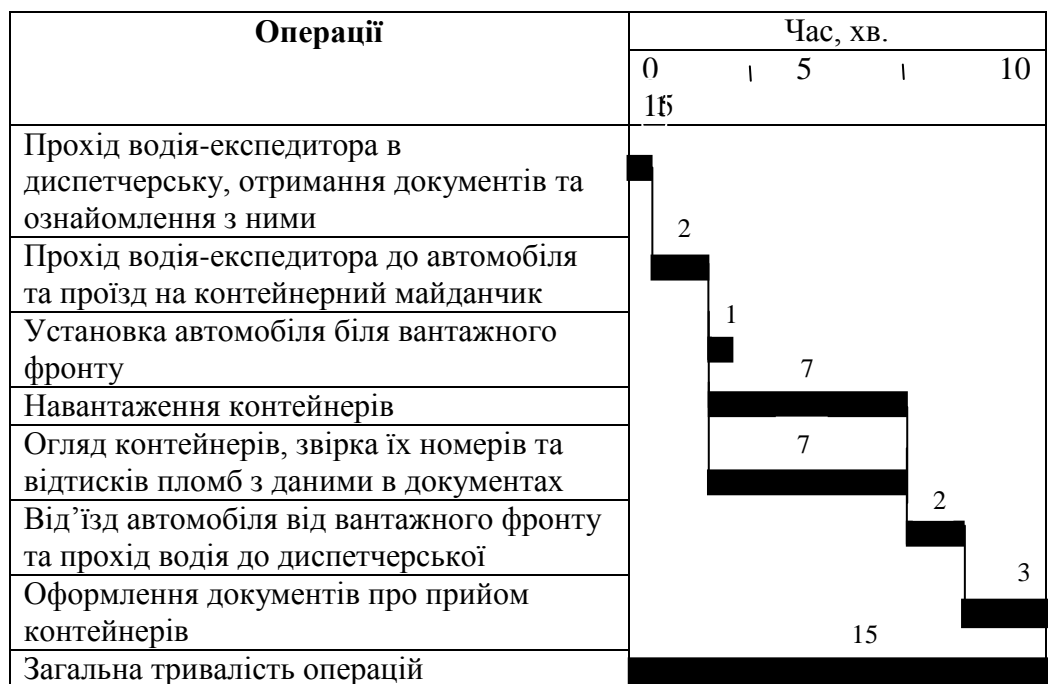 Операції
Час, хв.
0 5 10
15
Прохід водія-експедитора в
диспетчерську, отримання документів та
ознайомлення з ними
2
Прохід водія-експедитора до автомобіля
та проїзд на контейнерний майданчик
1
Установка автомобіля біля вантажного
фронту
7
Навантаження контейнерів
Огляд контейнерів, звірка їх номерів та
7
відтисків пломб з даними в документах
Від’їзд автомобіля від вантажного фронту
2
та прохід водія до диспетчерської
3
Оформлення документів про прийом
контейнерів
15
Загальна тривалість операцій